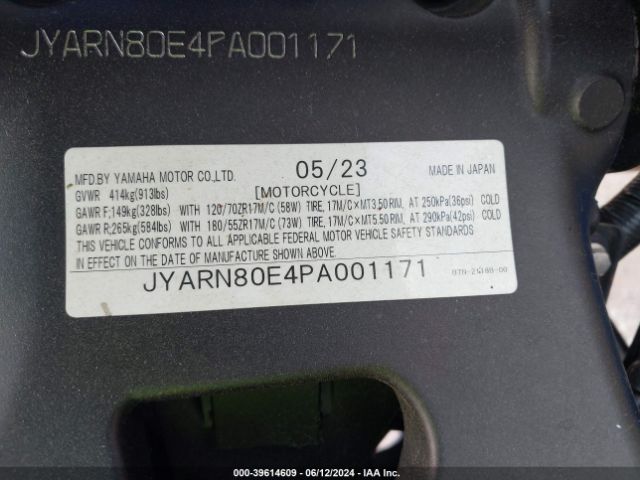 JYARN80E4PA001171
MFD.BY YAMAHA MOTOR CO.,LTD. 05/23 MADE IN JAPAN
GVWR 414kg(913lbs) [MOTORCYCLE]
GAWR F;149kg(328lbs) WITH 120/70ZR17M/C (58W) TIRE, 17M/C×MT3.50 RIM, AT 250kPa(36psi) COLD
GAWR R;265kg(584lbs) WITH 180/55ZR17M/C (73W) TIRE, 17M/C×MT5.50 RIM, AT 290kPa(42psi) COLD
THIS VEHICLE CONFORMS TO ALL APPLICABLE FEDERAL MOTOR VEHICLE SAFETY STANDARDS
IN EFFECT ON THE DATE OF MANUFACTURE SHOWN ABOVE.
JYARN80E4PA001171
000-39614609 - 06/12/2024 - IAA Inc.